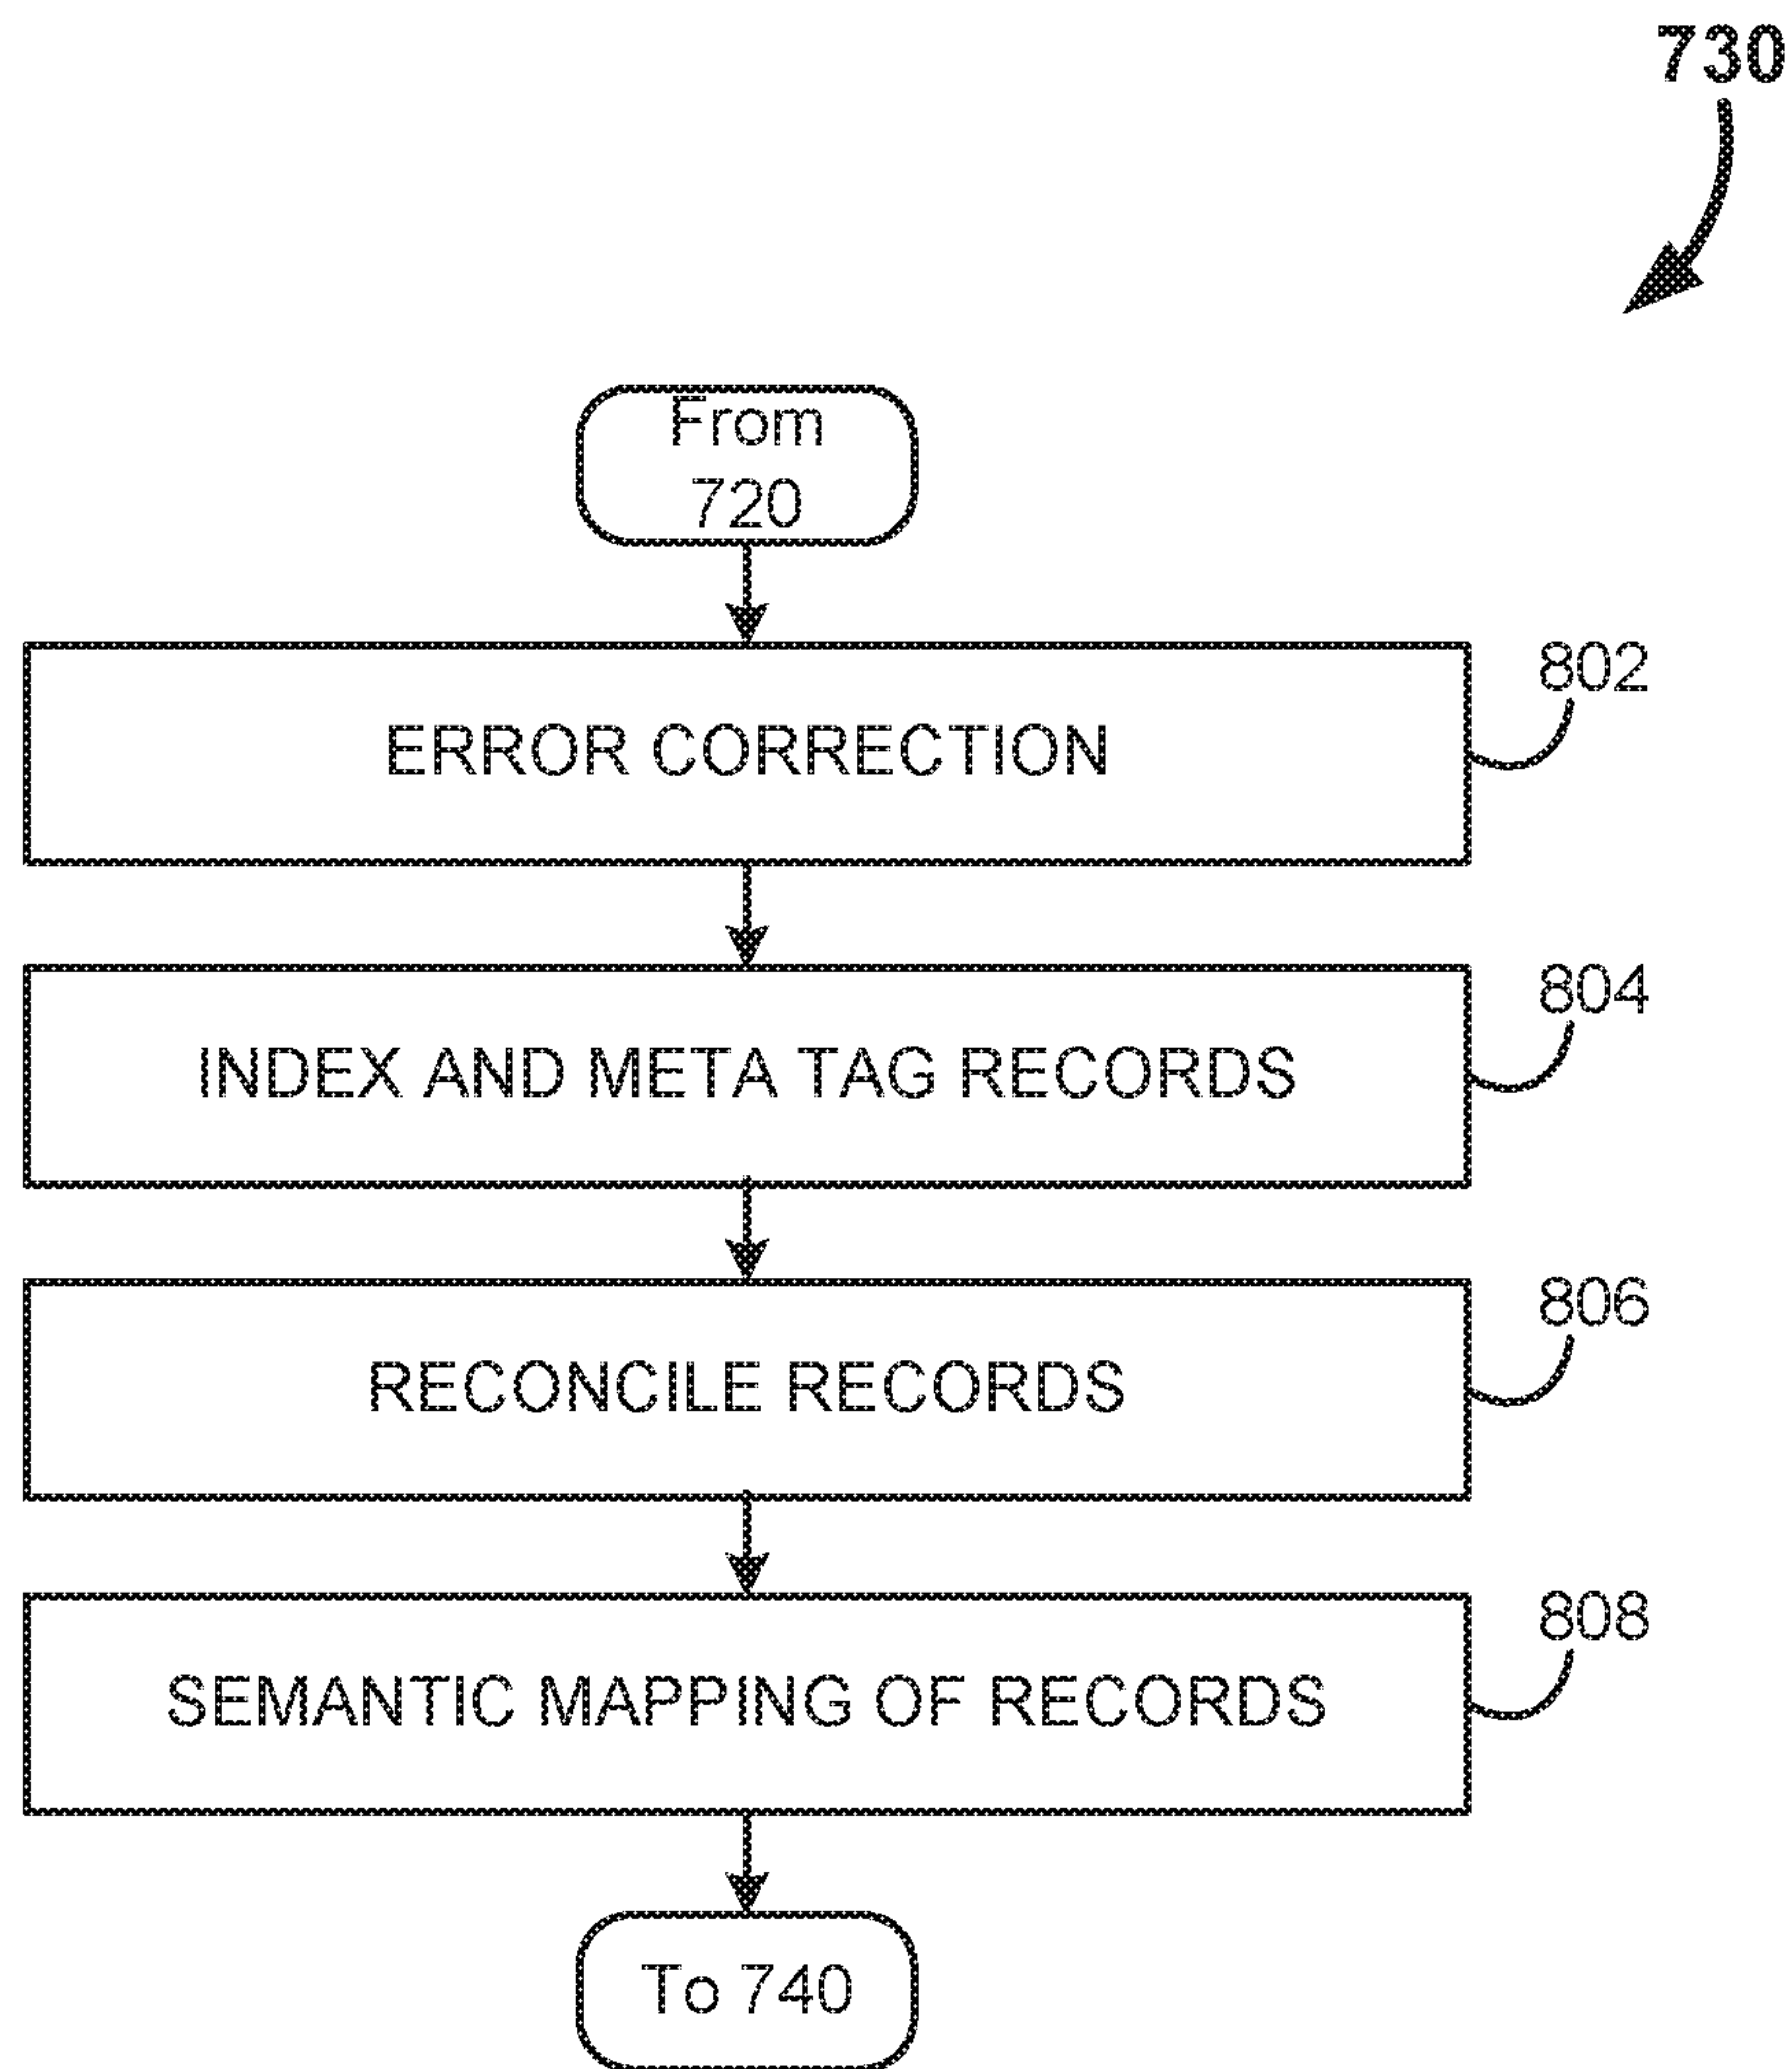 730
From
720
802
ERROR CORRECTION
804
INDEX AND META TAG RECORDS
806
RECONCILE RECORDS
808
SEMANTIC MAPPING OF RECORDS
To 740